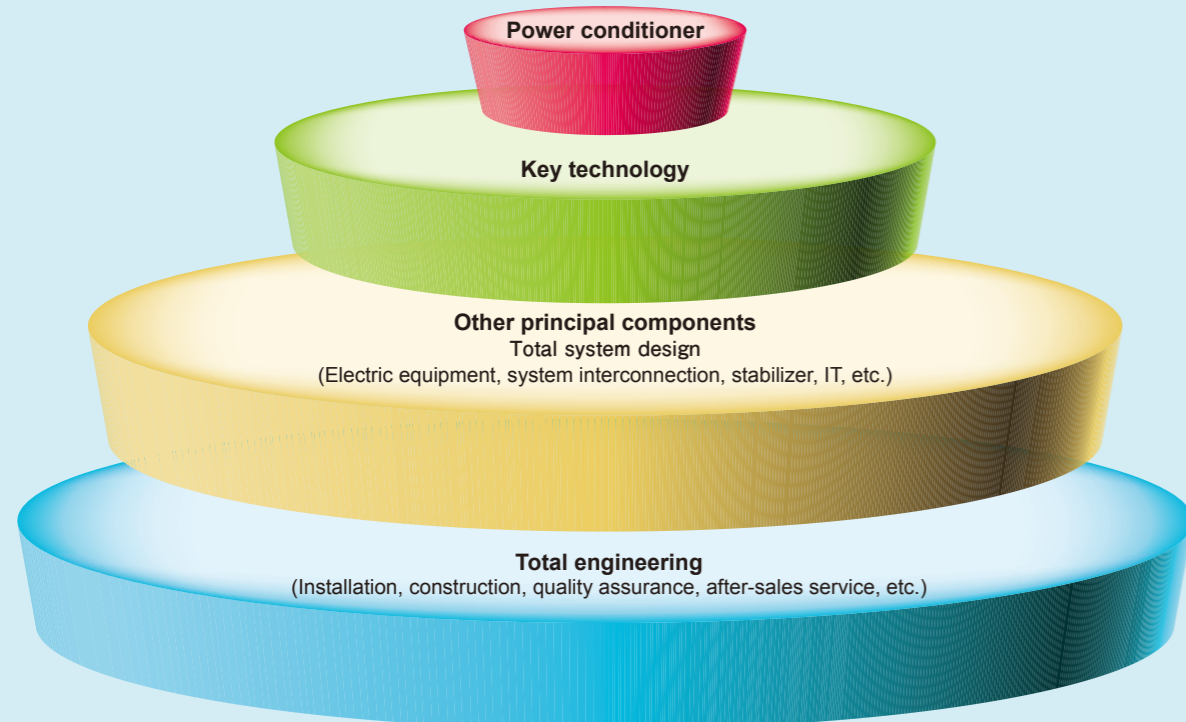 Power conditioner
Key technology
Other principal components
Total system design
(Electric equipment, system interconnection, stabilizer, IT, etc.)
Total engineering
(Installation, construction, quality assurance, after-sales service, etc.)